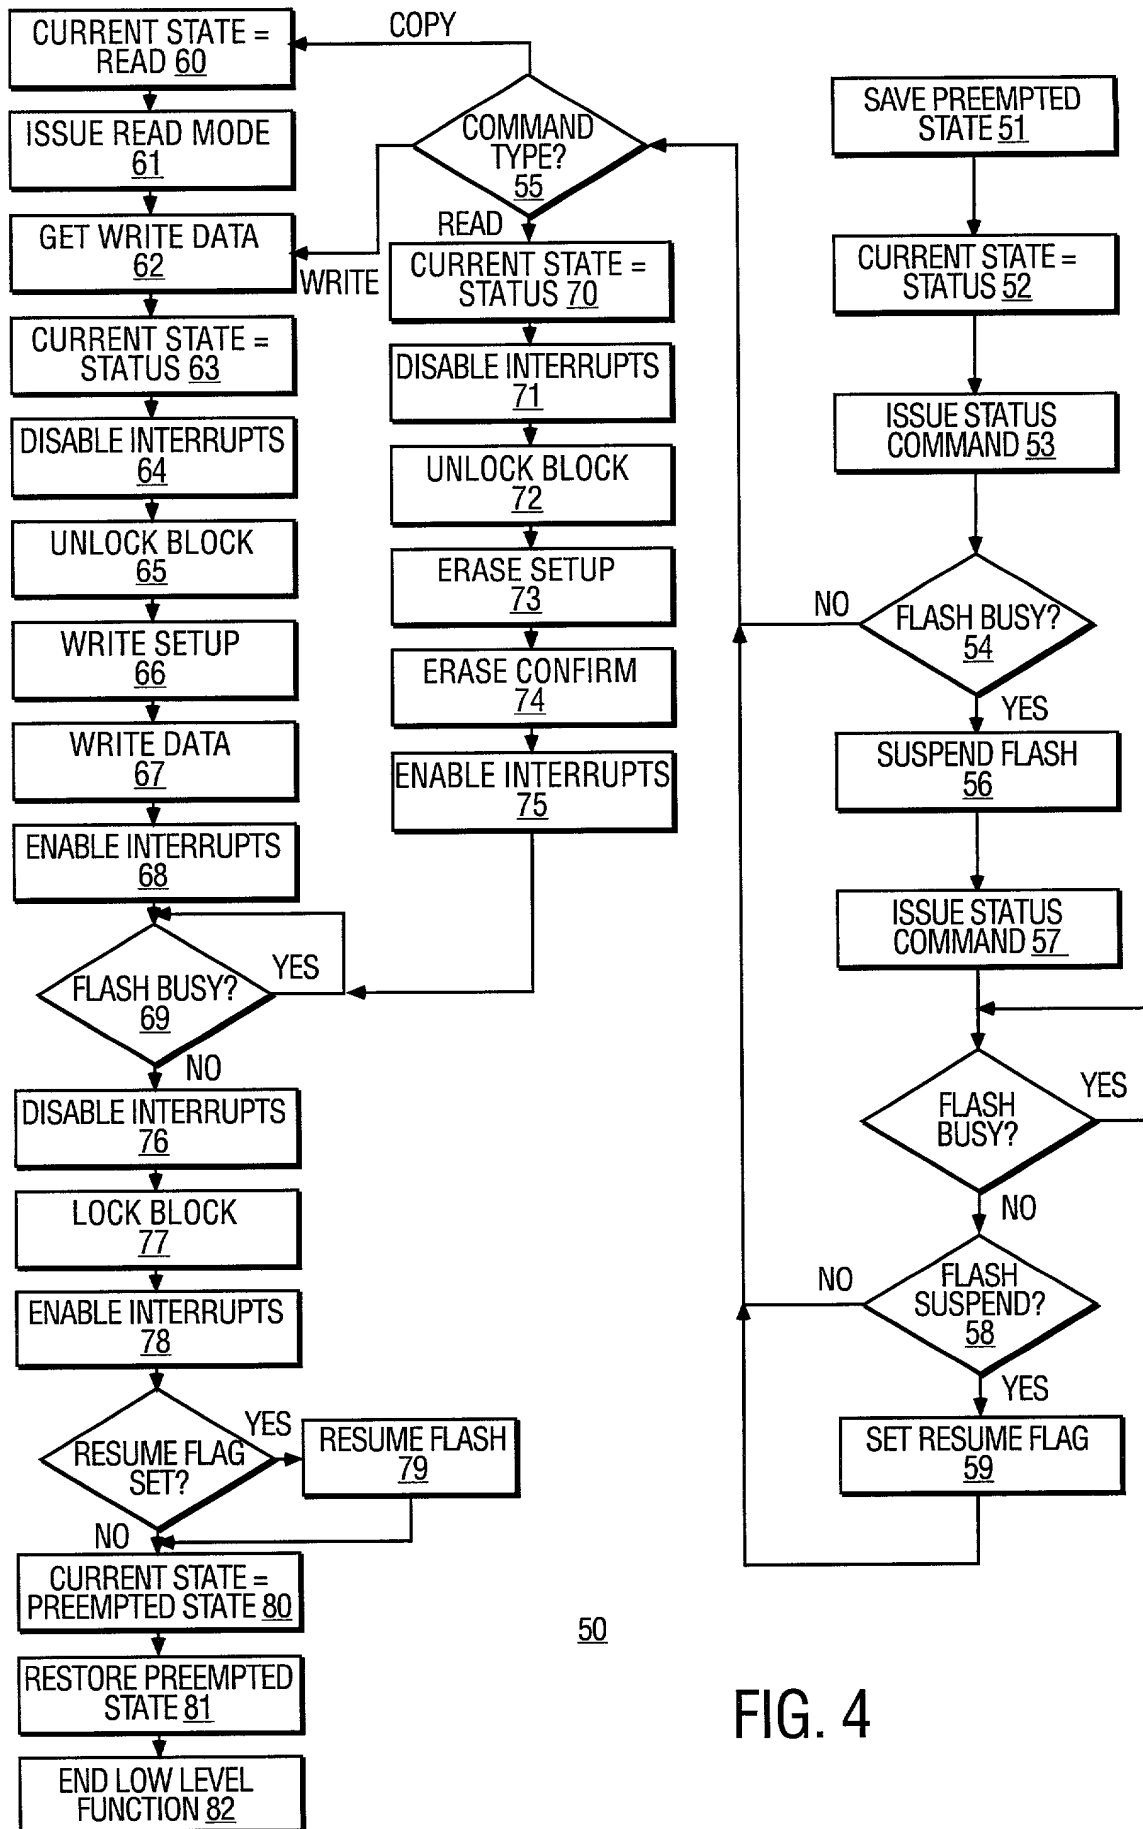 CURRENT STATE =
READ 60
ISSUE READ MODE
61
GET WRITE DATA
62
CURRENT STATE =
STATUS 63
DISABLE INTERRUPTS
64
UNLOCK BLOCK
65
WRITE SETUP
66
WRITE DATA
67
ENABLE INTERRUPTS
68
FLASH BUSY?
69
YES
NO
DISABLE INTERRUPTS
76
LOCK BLOCK
77
ENABLE INTERRUPTS
78
RESUME FLAG
SET?
YES
RESUME FLASH
79
NO
CURRENT STATE =
PREEMPTED STATE 80
RESTORE PREEMPTED
STATE 81
END LOW LEVEL
FUNCTION 82
COPY
COMMAND
TYPE?
55
WRITE
READ
CURRENT STATE =
STATUS 70
DISABLE INTERRUPTS
71
UNLOCK BLOCK
72
ERASE SETUP
73
ERASE CONFIRM
74
ENABLE INTERRUPTS
75
SAVE PREEMPTED
STATE 51
CURRENT STATE =
STATUS 52
ISSUE STATUS
COMMAND 53
FLASH BUSY?
54
NO
YES
SUSPEND FLASH
56
ISSUE STATUS
COMMAND 57
FLASH
BUSY?
YES
NO
FLASH
SUSPEND?
58
NO
YES
SET RESUME FLAG
59
50
FIG. 4